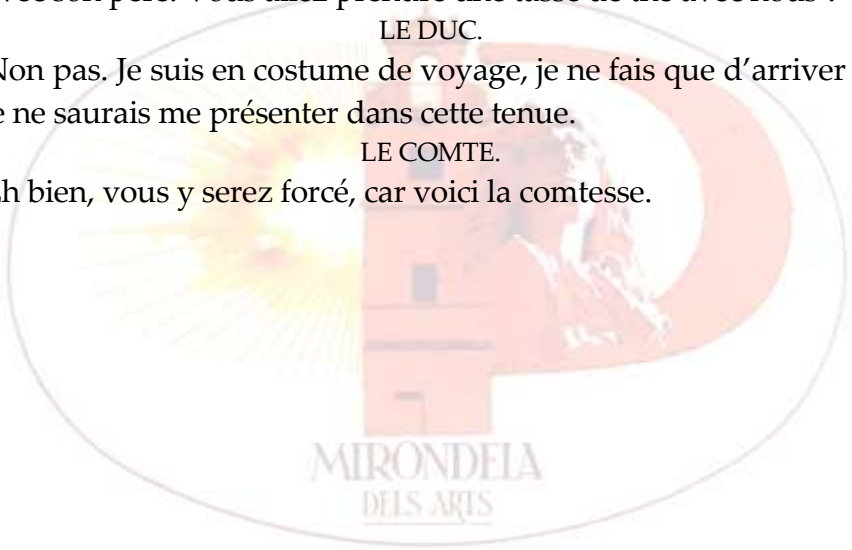 LE DUC.
Non pas. Je suis en costume de voyage, je ne fais que d’arriver
je ne saurais me présenter dans cette tenue.
LE COMTE.
Eh bien, vous y serez forcé, car voici la comtesse.
MIRONDELA
DELS ARTS